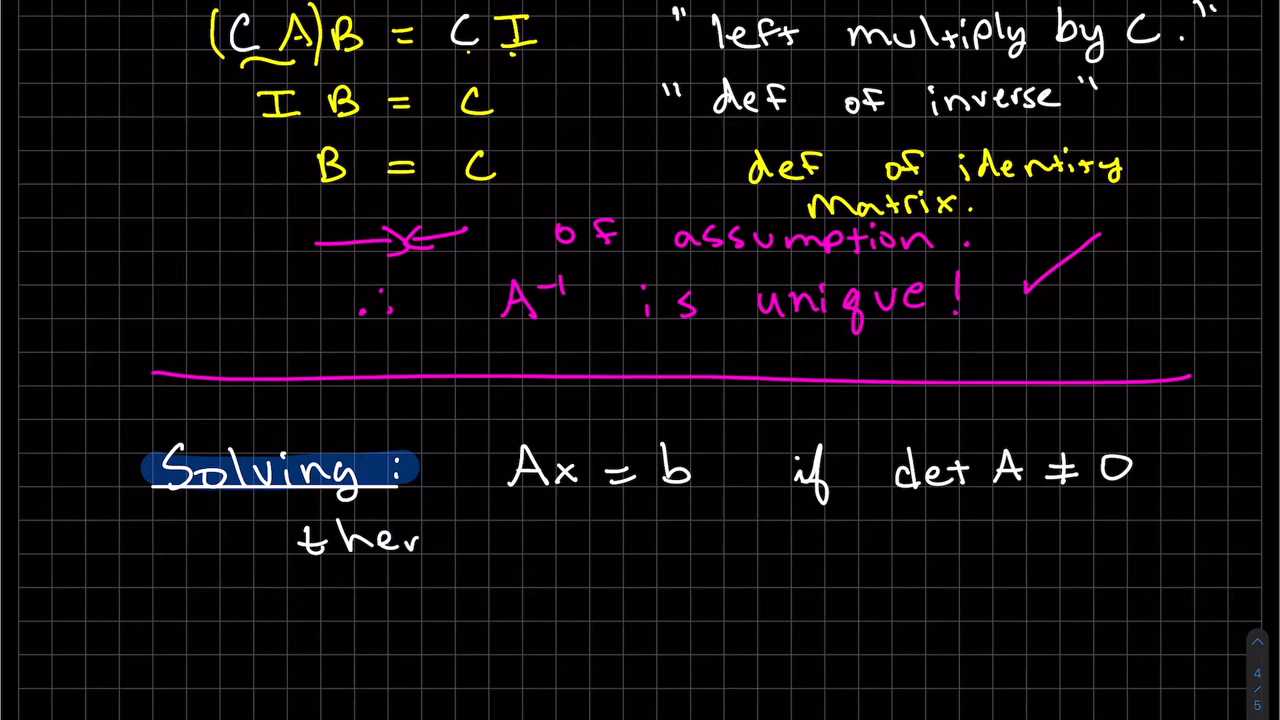 (CA)B = CI "left multiply by C."
IB = C "def of inverse"
B = C def of identity
matrix.
→← of assumption.
∴ A⁻¹ is unique! ✓
Solving: Ax = b if det A ≠ 0
ther
4
/
5